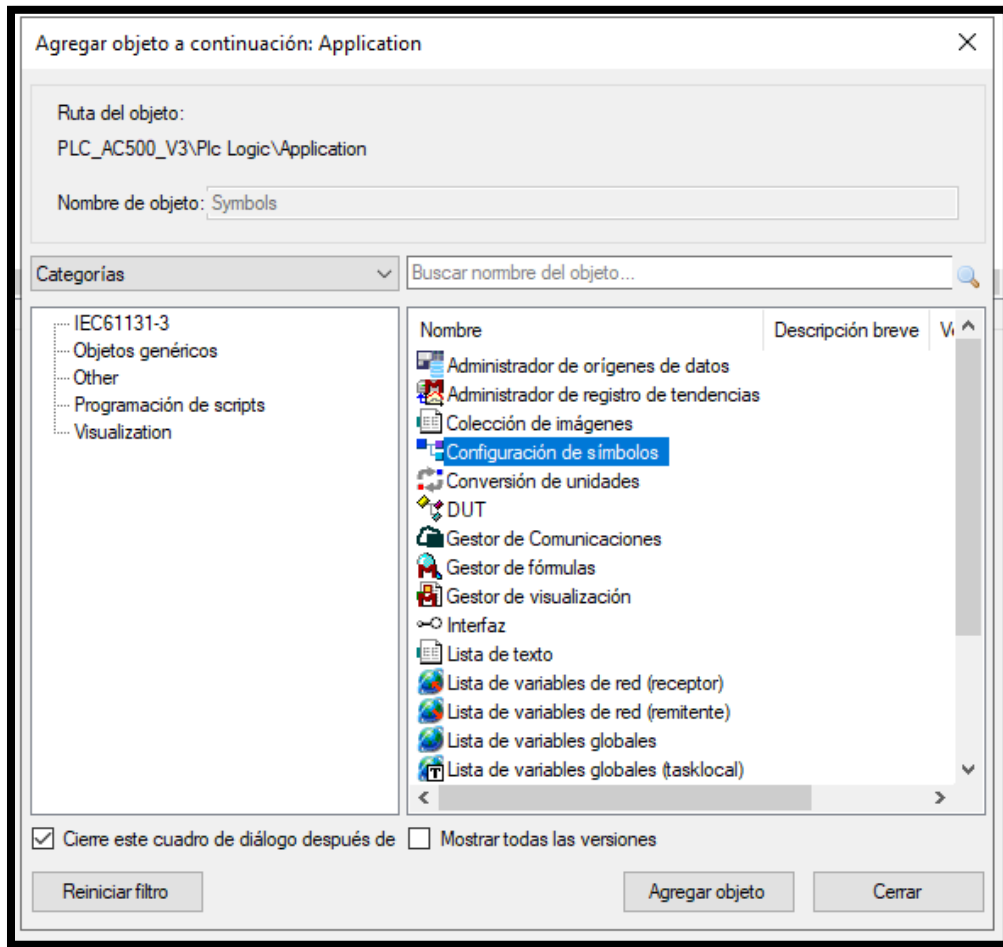 Agregar objeto a continuación: Application
Ruta del objeto:
PLC_AC500_V3\Plc Logic\Application
Nombre de objeto: Symbols
Categorías
Buscar nombre del objeto...
IEC61131-3
Objetos genéricos
Other
Programación de scripts
Visualization
Nombre Descripción breve
Administrador de orígenes de datos
Administrador de registro de tendencias
Colección de imágenes
Configuración de símbolos
Conversión de unidades
DUT
Gestor de Comunicaciones
Gestor de fórmulas
Gestor de visualización
Interfaz
Lista de texto
Lista de variables de red (receptor)
Lista de variables de red (remitente)
Lista de variables globales
Lista de variables globales (tasklocal)
Cierre este cuadro de diálogo después de
Mostrar todas las versiones
Reiniciar filtro
Agregar objeto
Cerrar